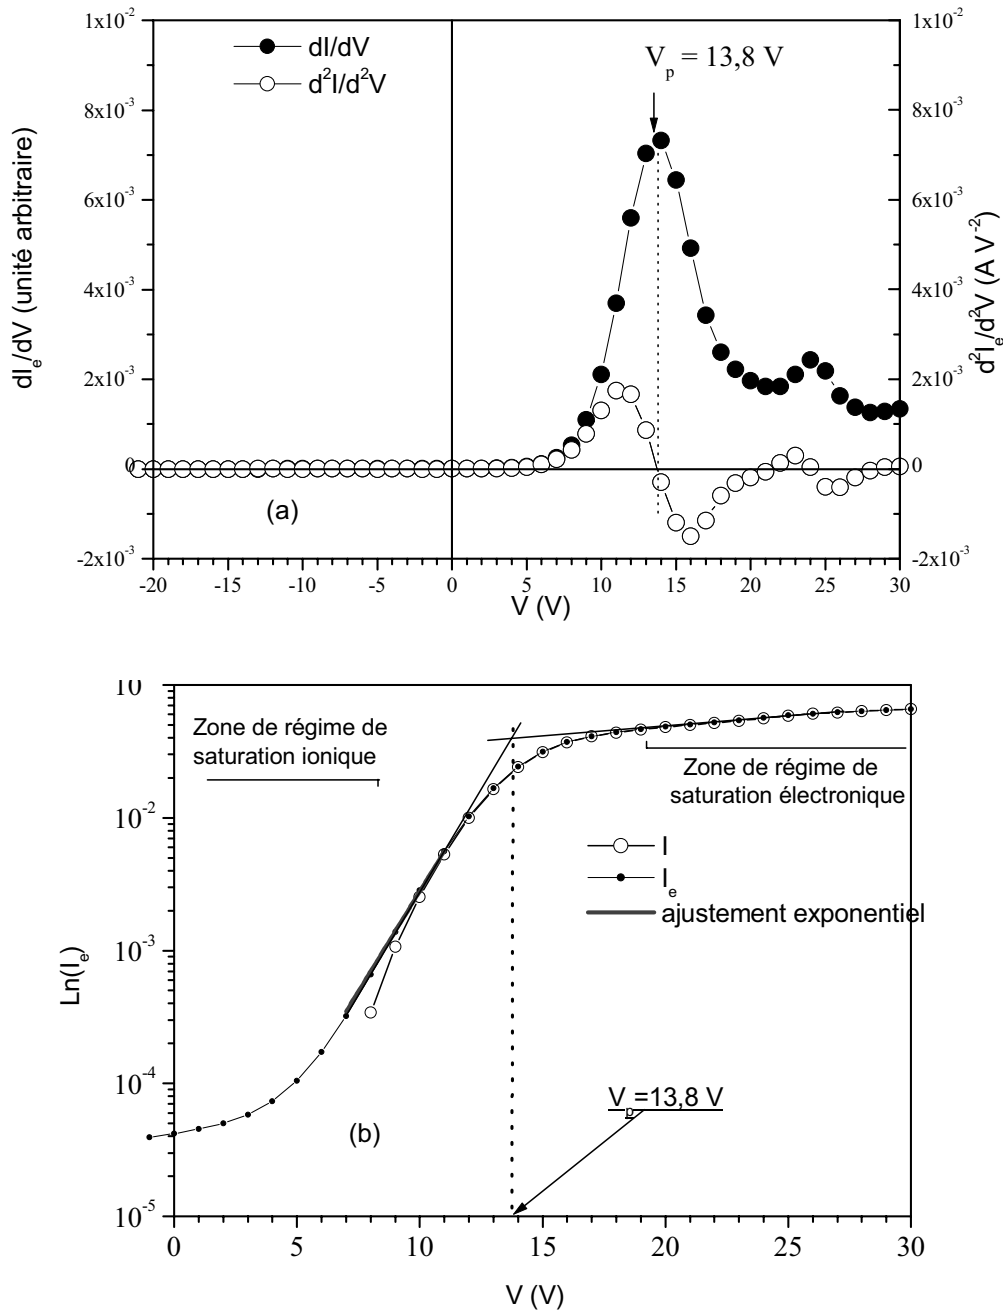 (a)
1x10⁻² 1x10⁻²
dI/dV
d²I/d²V
V_p = 13,8 V
8x10⁻³ 8x10⁻³
6x10⁻³ 6x10⁻³
4x10⁻³ 4x10⁻³
2x10⁻³ 2x10⁻³
0 0
(a)
-2x10⁻³ -2x10⁻³
-20 -15 -10 -5 0 5 10 15 20 25 30
V (V)
dI_e/dV (unité arbitraire)
d²I_e/d²V (A V⁻²)
10
Zone de régime de
saturation ionique
Zone de régime de
saturation électronique
10⁻²
I
I_e
ajustement exponentiel
10⁻³
Ln(I_e)
10⁻⁴
V_p=13,8 V
(b)
10⁻⁵
0 5 10 15 20 25 30
V (V)